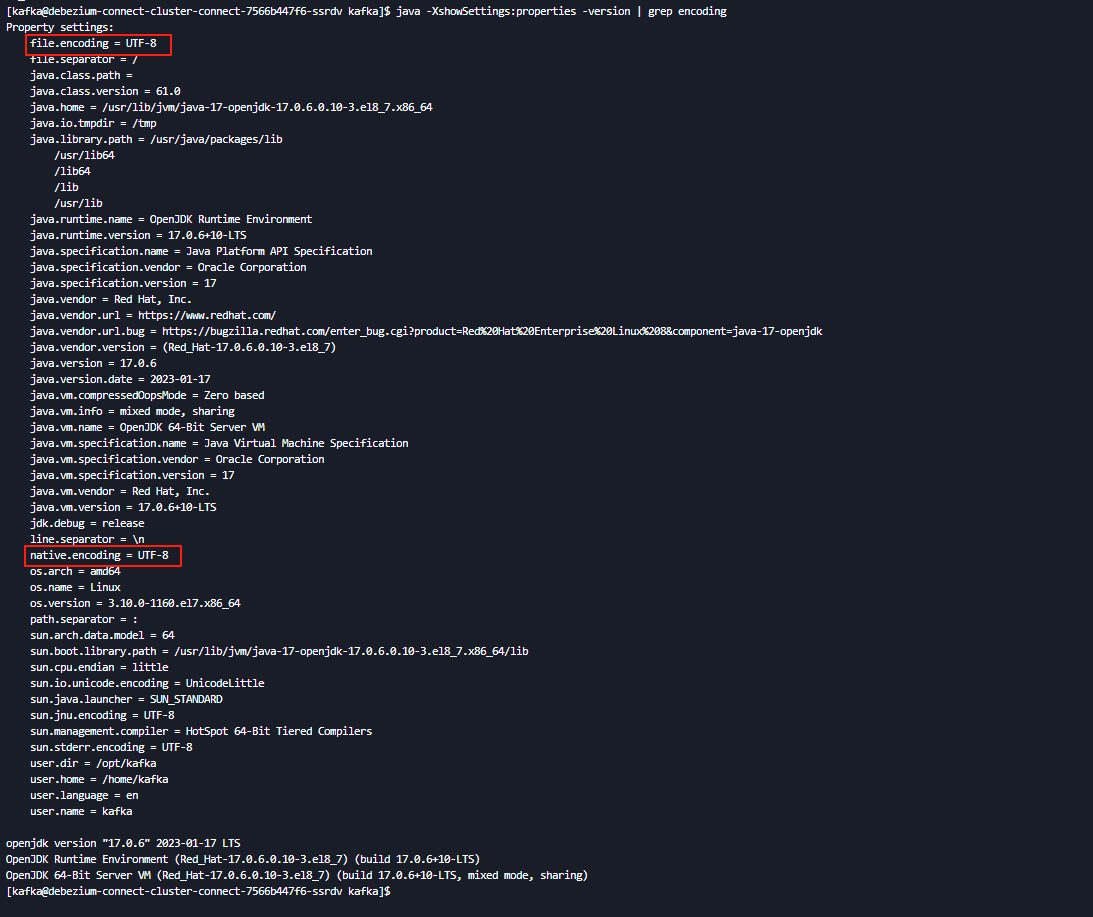 [kafka@debezium-connect-cluster-connect-7566b447f6-ssrdv kafka]$ java -XshowSettings:properties -version | grep encoding
Property settings:
file.encoding = UTF-8
file.separator = /
java.class.path =
java.class.version = 61.0
java.home = /usr/lib/jvm/java-17-openjdk-17.0.6.0.10-3.el8_7.x86_64
java.io.tmpdir = /tmp
java.library.path = /usr/java/packages/lib
/usr/lib64
/lib64
/lib
/usr/lib
java.runtime.name = OpenJDK Runtime Environment
java.runtime.version = 17.0.6+10-LTS
java.specification.name = Java Platform API Specification
java.specification.vendor = Oracle Corporation
java.specification.version = 17
java.vendor = Red Hat, Inc.
java.vendor.url = https://www.redhat.com/
java.vendor.url.bug = https://bugzilla.redhat.com/enter_bug.cgi?product=Red%20Hat%20Enterprise%20Linux%208&component=java-17-openjdk
java.vendor.version = (Red_Hat-17.0.6.0.10-3.el8_7)
java.version = 17.0.6
java.version.date = 2023-01-17
java.vm.compressedOopsMode = Zero based
java.vm.info = mixed mode, sharing
java.vm.name = OpenJDK 64-Bit Server VM
java.vm.specification.name = Java Virtual Machine Specification
java.vm.specification.vendor = Oracle Corporation
java.vm.specification.version = 17
java.vm.vendor = Red Hat, Inc.
java.vm.version = 17.0.6+10-LTS
jdk.debug = release
line.separator = \n
native.encoding = UTF-8
os.arch = amd64
os.name = Linux
os.version = 3.10.0-1160.el7.x86_64
path.separator = :
sun.arch.data.model = 64
sun.boot.library.path = /usr/lib/jvm/java-17-openjdk-17.0.6.0.10-3.el8_7.x86_64/lib
sun.cpu.endian = little
sun.io.unicode.encoding = UnicodeLittle
sun.java.launcher = SUN_STANDARD
sun.jnu.encoding = UTF-8
sun.management.compiler = HotSpot 64-Bit Tiered Compilers
sun.stderr.encoding = UTF-8
user.dir = /opt/kafka
user.home = /home/kafka
user.language = en
user.name = kafka
openjdk version "17.0.6" 2023-01-17 LTS
OpenJDK Runtime Environment (Red_Hat-17.0.6.0.10-3.el8_7) (build 17.0.6+10-LTS)
OpenJDK 64-Bit Server VM (Red_Hat-17.0.6.0.10-3.el8_7) (build 17.0.6+10-LTS, mixed mode, sharing)
[kafka@debezium-connect-cluster-connect-7566b447f6-ssrdv kafka]$